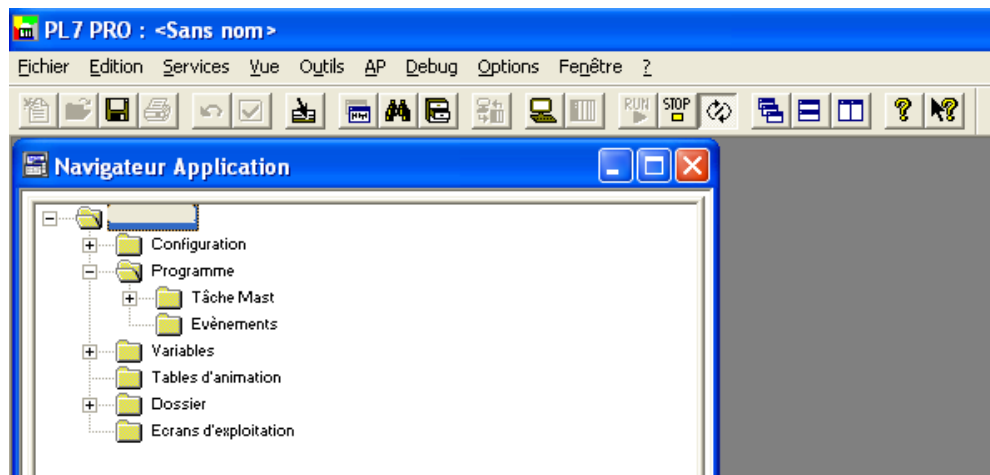 PL7 PRO : <Sans nom>
Fichier Edition Services Vue Outils AP Debug Options Fenêtre ?
RUN STOP
Navigateur Application
Configuration
Programme
Tâche Mast
Evènements
Variables
Tables d'animation
Dossier
Ecrans d'exploitation